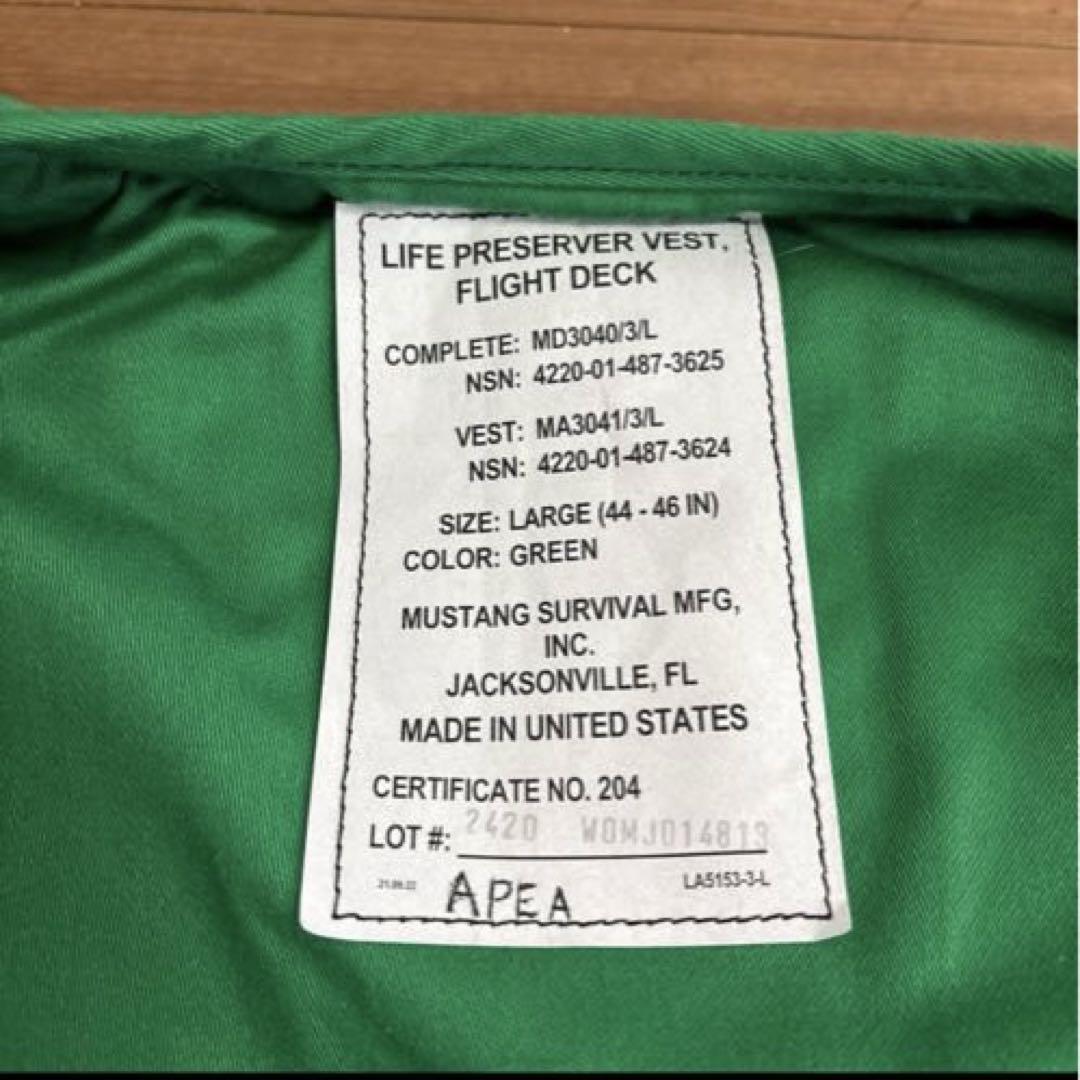 LIFE PRESERVER VEST,
FLIGHT DECK
COMPLETE: MD3040/3/L
NSN: 4220-01-487-3625
VEST: MA3041/3/L
NSN: 4220-01-487-3624
SIZE: LARGE (44 - 46 IN)
COLOR: GREEN
MUSTANG SURVIVAL MFG,
INC.
JACKSONVILLE, FL
MADE IN UNITED STATES
CERTIFICATE NO. 204
LOT #: 2420 WOMJ014819
LA5153-3-L
APEA